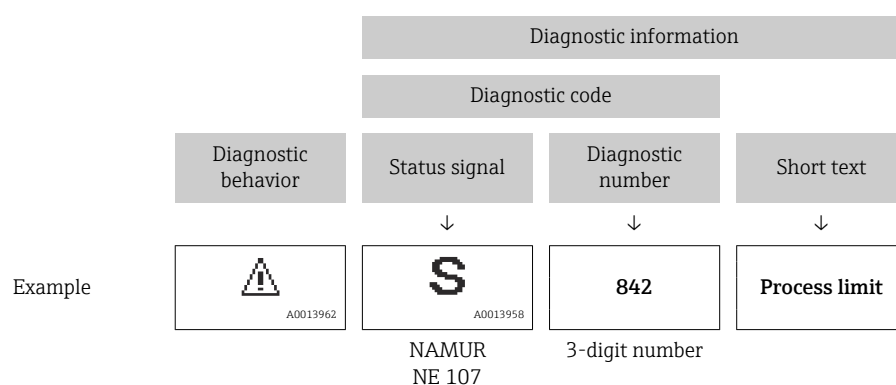 Diagnostic information
Diagnostic code
Diagnostic
behavior
Status signal
Diagnostic
number
Short text
↓ ↓ ↓
Example
A0013962
S
A0013958
842
Process limit
NAMUR
NE 107
3-digit number